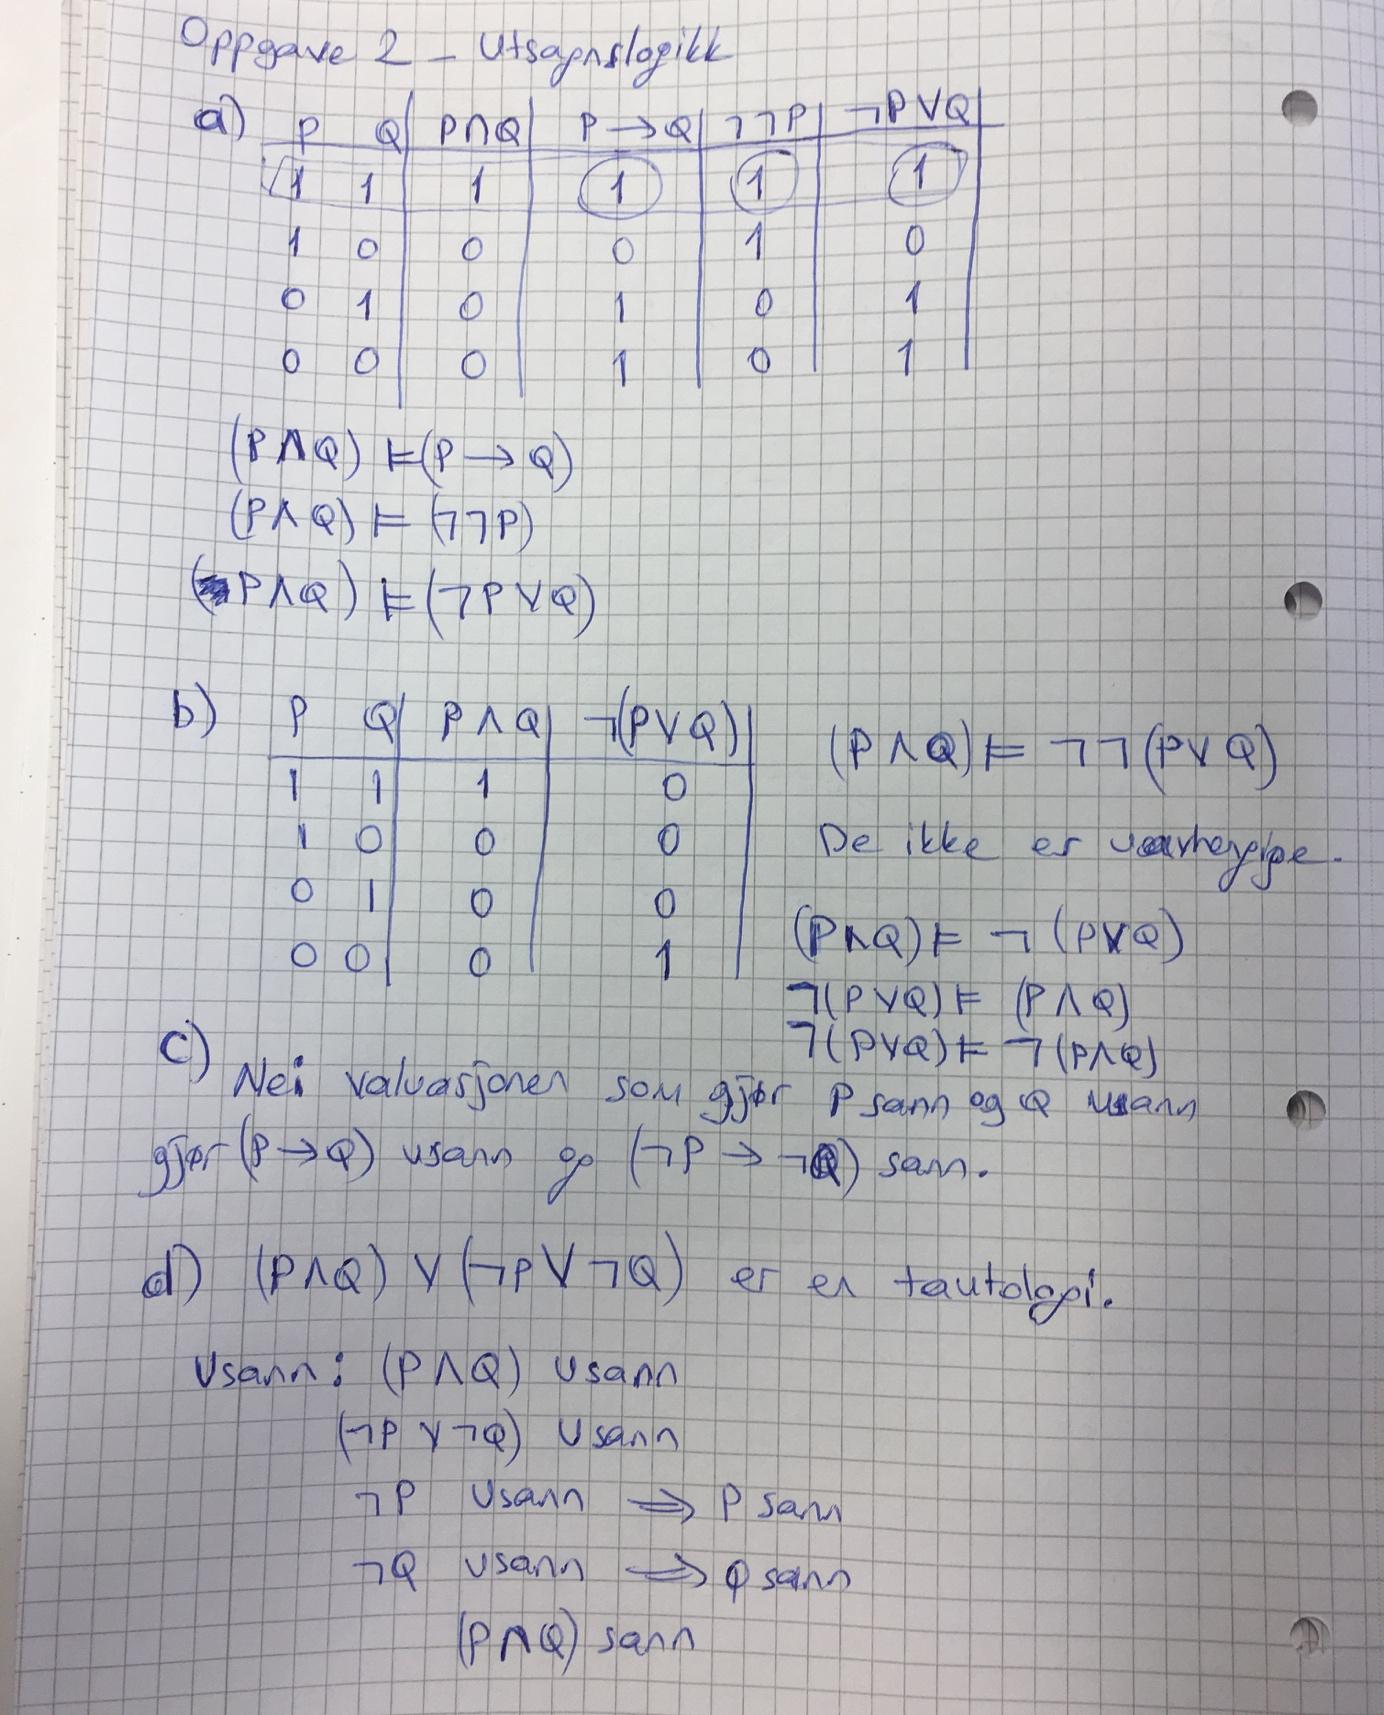 Oppgave 2 – Utsagnslogikk
a) P Q P∧Q P → Q ¬¬P ¬P∨Q
1 1 1 1 1 1
1 0 0 0 1 0
0 1 0 1 0 1
0 0 0 1 0 1
(P∧Q) ⊨ (P → Q)
(P∧Q) ⊨ (¬¬P)
(P∧Q) ⊨ (¬P∨Q)
b) P Q P∧Q ¬(P∨Q)
1 1 1 0
1 0 0 0
0 1 0 0
0 0 0 1
(P∧Q) ⊨ ¬¬(P∨Q)
De ikke er uavhengige.
(P∧Q) ⊨ ¬(P∨Q)
¬(P∨Q) ⊨ (P∧Q)
¬(P∨Q) ⊨ ¬(P∧Q)
c) Nei valuasjonen som gjør P sann og Q usann
gjør (P → Q) usann og (¬P → ¬Q) sann.
d) (P∧Q) ∨ (¬P∨¬Q) er en tautologi.
Usann: (P∧Q) usann
(¬P∨¬Q) usann
¬P usann ⇒ P sann
¬Q usann ⇒ Q sann
(P∧Q) sann